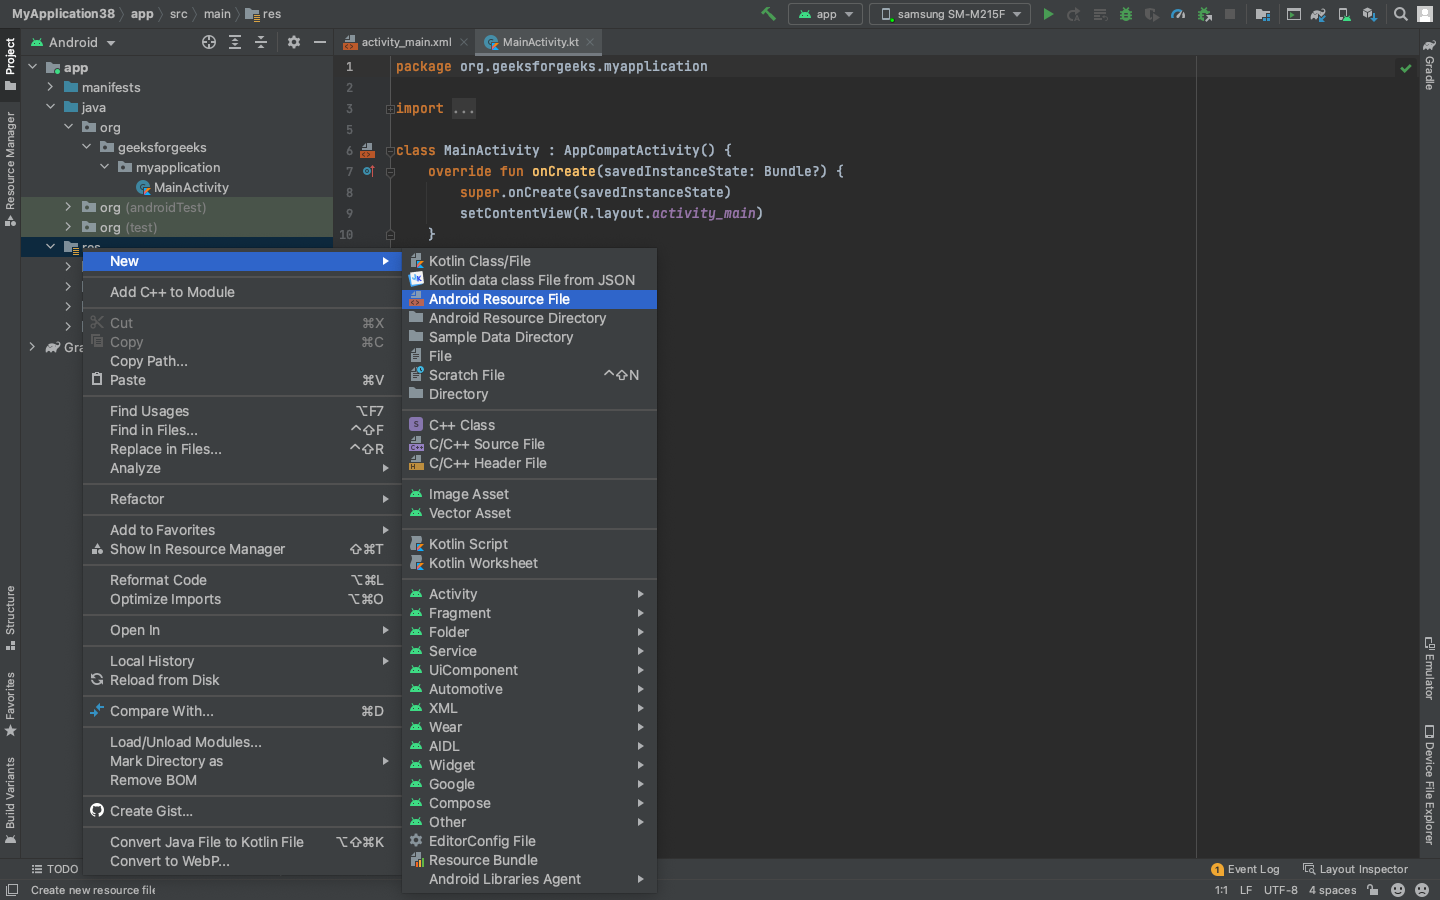 MyApplication38 app src main res
app samsung SM-M215F
Android
activity_main.xml MainActivity.kt
Project
Resource Manager
Structure
Favorites
Build Variants
app
manifests
java
org
geeksforgeeks
myapplication
MainActivity
org (androidTest)
org (test)
res
Gra
1 package org.geeksforgeeks.myapplication
2
3 import ...
5
6 class MainActivity : AppCompatActivity() {
7 override fun onCreate(savedInstanceState: Bundle?) {
8 super.onCreate(savedInstanceState)
9 setContentView(R.layout.activity_main)
10 }
New
Add C++ to Module
Cut ⌘X
Copy ⌘C
Copy Path...
Paste ⌘V
Find Usages ⌥F7
Find in Files... ^⇧F
Replace in Files... ^⇧R
Analyze
Refactor
Add to Favorites
Show In Resource Manager ⇧⌘T
Reformat Code ⌥⌘L
Optimize Imports ⌥⌘O
Open In
Local History
Reload from Disk
Compare With... ⌘D
Load/Unload Modules...
Mark Directory as
Remove BOM
Create Gist...
Convert Java File to Kotlin File ⌥⇧⌘K
Convert to WebP...
Kotlin Class/File
Kotlin data class File from JSON
Android Resource File
Android Resource Directory
Sample Data Directory
File
Scratch File ^⇧N
Directory
C++ Class
C/C++ Source File
C/C++ Header File
Image Asset
Vector Asset
Kotlin Script
Kotlin Worksheet
Activity
Fragment
Folder
Service
UiComponent
Automotive
XML
Wear
AIDL
Widget
Google
Compose
Other
EditorConfig File
Resource Bundle
Android Libraries Agent
Gradle
Emulator
Device File Explorer
TODO
1 Event Log Layout Inspector
Create new resource file
1:1 LF UTF-8 4 spaces